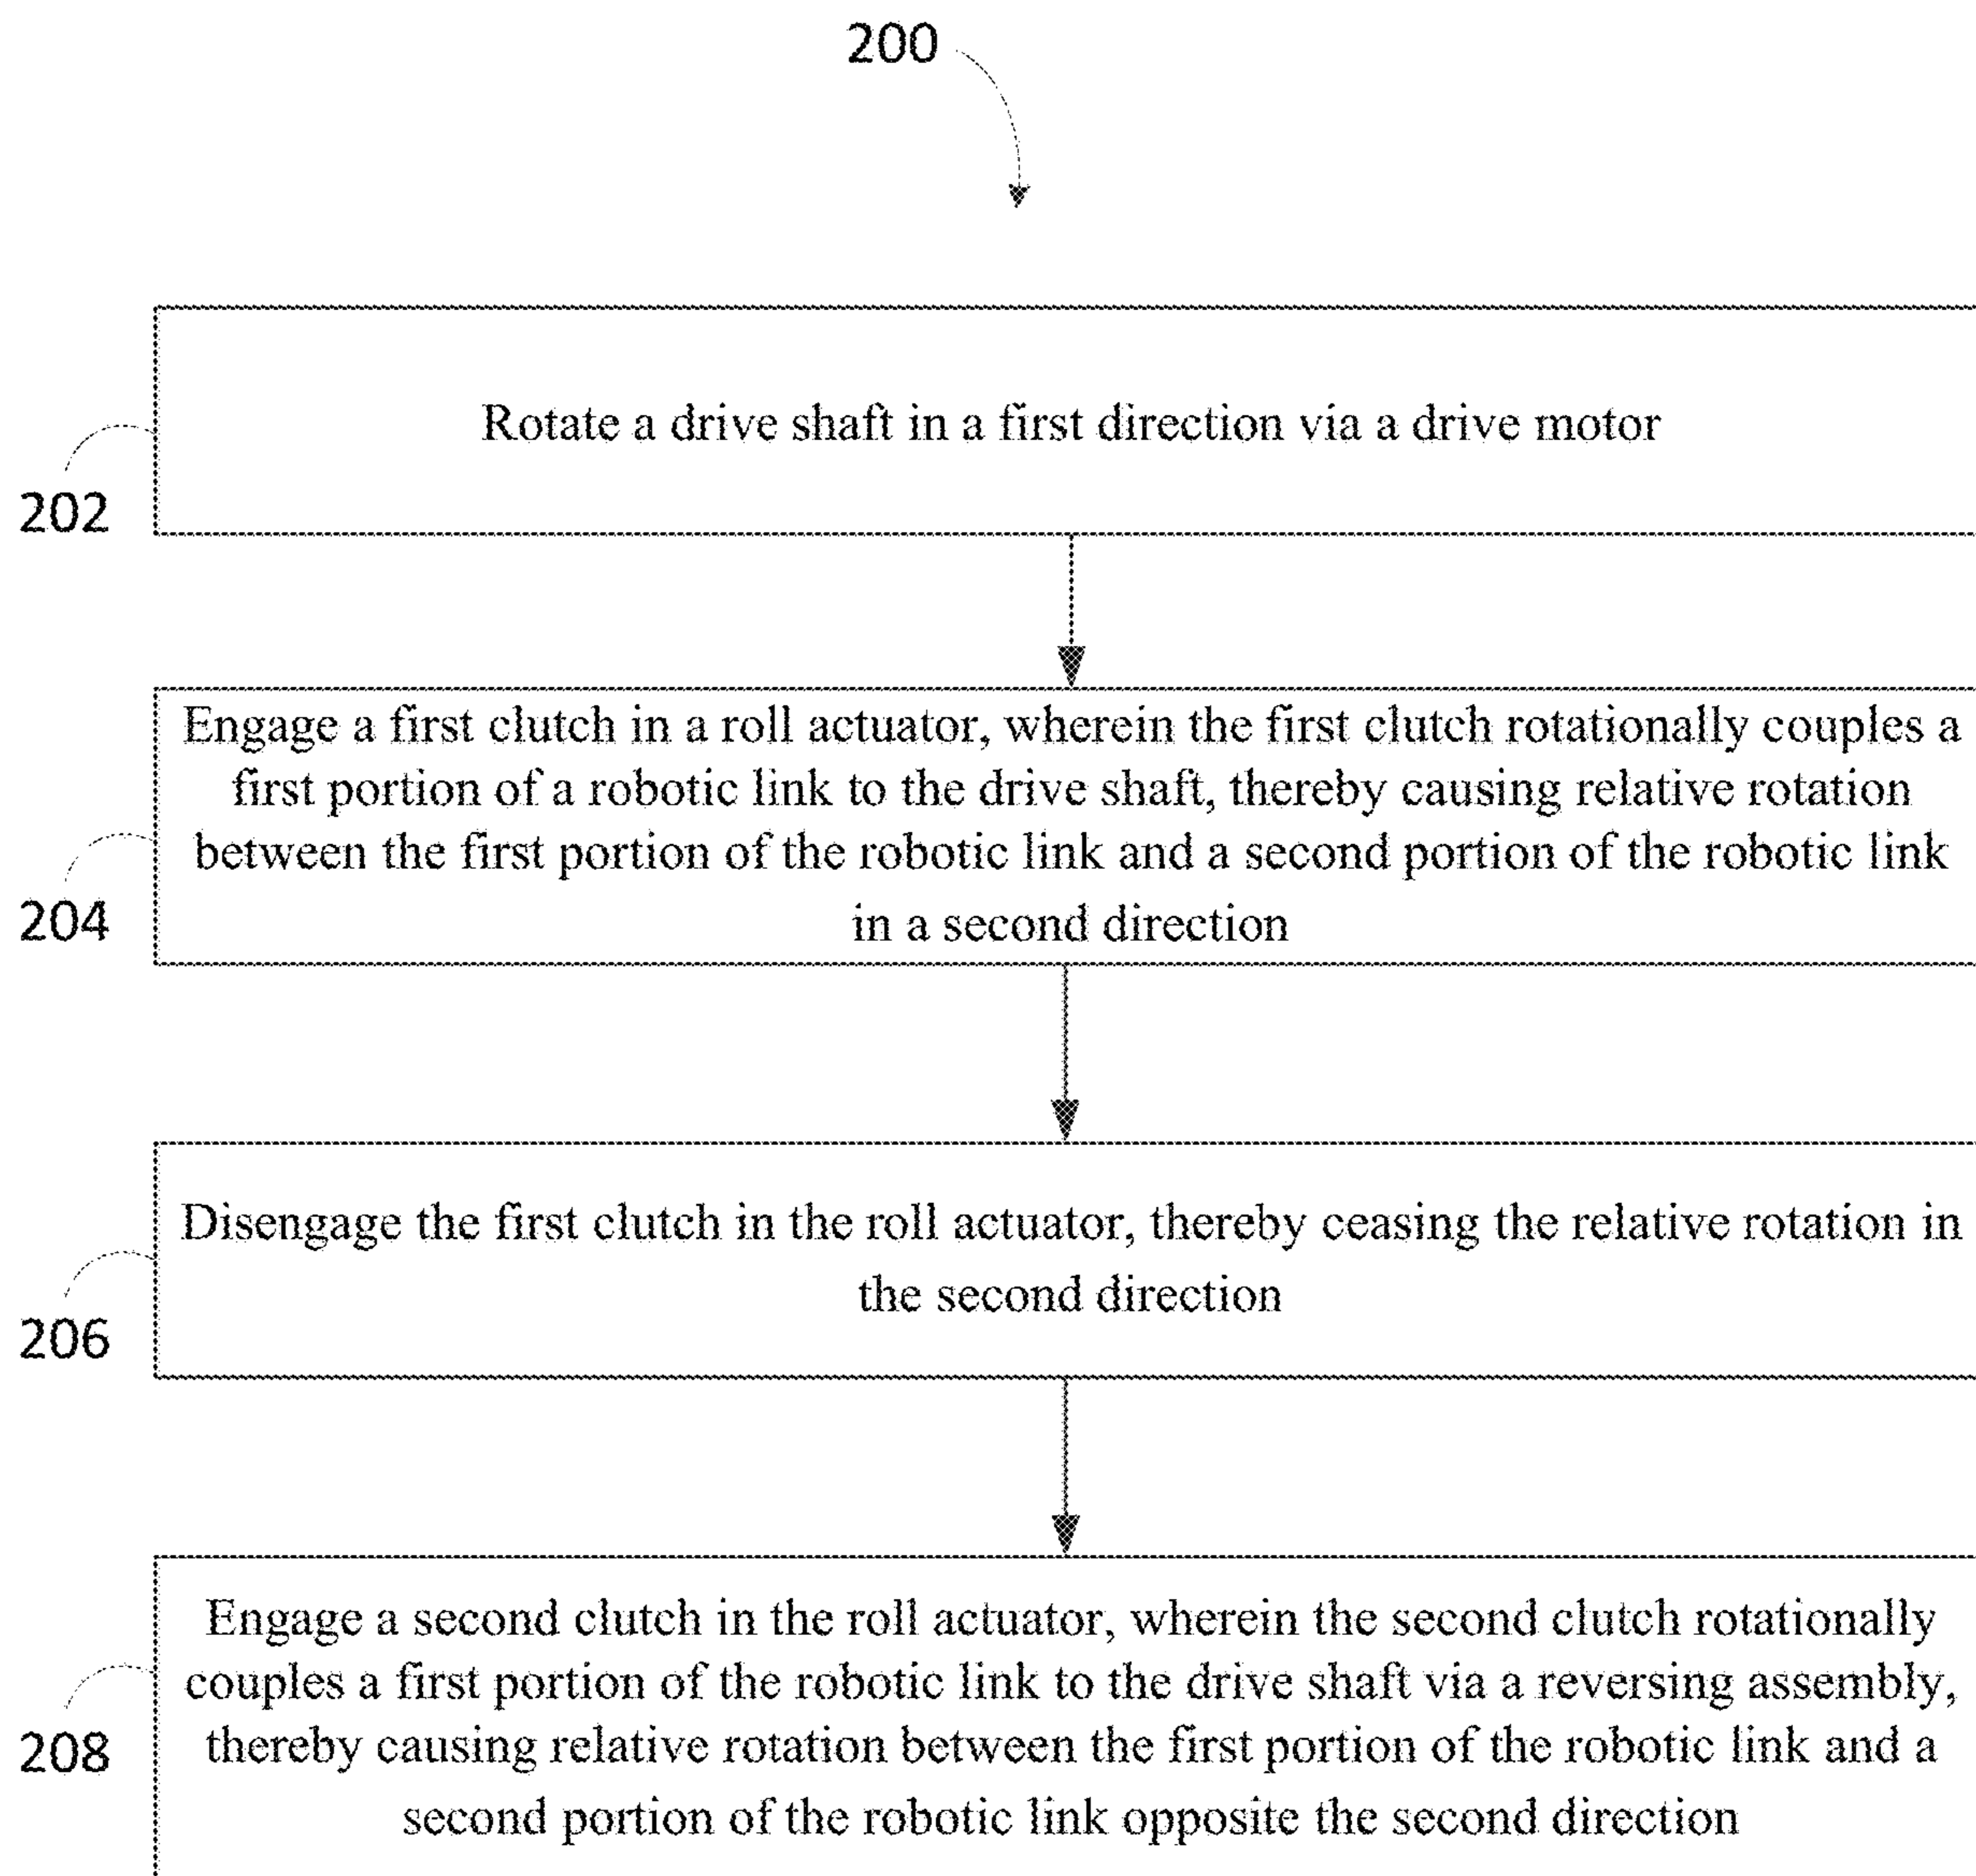 200
Rotate a drive shaft in a first direction via a drive motor
202
Engage a first clutch in a roll actuator, wherein the first clutch rotationally couples a
first portion of a robotic link to the drive shaft, thereby causing relative rotation
between the first portion of the robotic link and a second portion of the robotic link
in a second direction
204
Disengage the first clutch in the roll actuator, thereby ceasing the relative rotation in
the second direction
206
Engage a second clutch in the roll actuator, wherein the second clutch rotationally
couples a first portion of the robotic link to the drive shaft via a reversing assembly,
thereby causing relative rotation between the first portion of the robotic link and a
second portion of the robotic link opposite the second direction
208